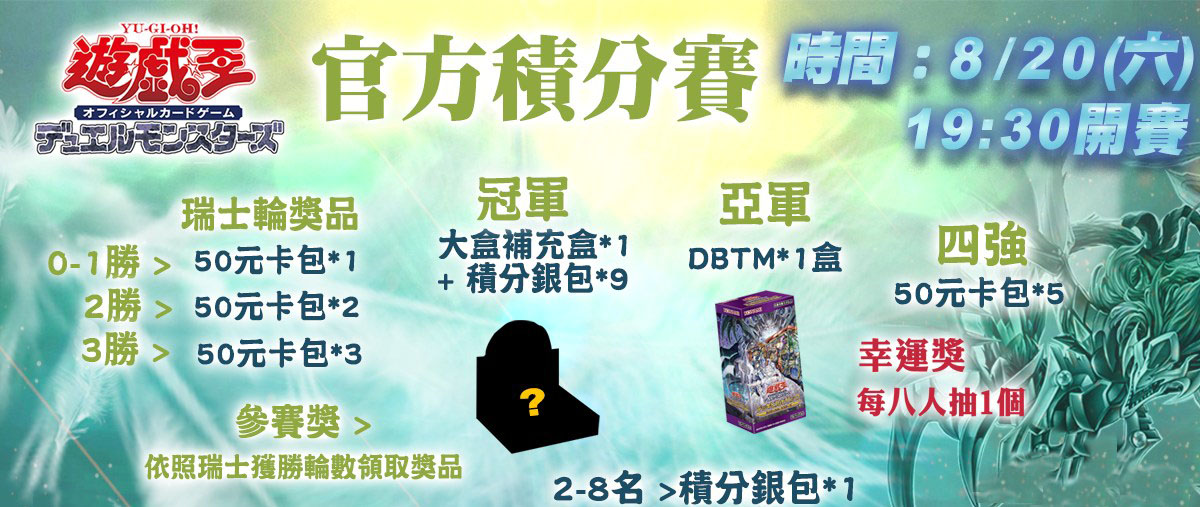 YU-GI-OH!
遊戯王
オフィシャルカードゲーム
デュエルモンスターズ
官方積分賽
時間：8/20(六)
19:30開賽
瑞士輪獎品
0-1勝 > 50元卡包*1
2勝 > 50元卡包*2
3勝 > 50元卡包*3
參賽獎 >
依照瑞士獲勝輪數領取獎品
冠軍
大盒補充盒*1
+ 積分銀包*9
?
亞軍
DBTM*1盒
遊戯王
四強
50元卡包*5
幸運獎
每八人抽1個
2-8名 >積分銀包*1